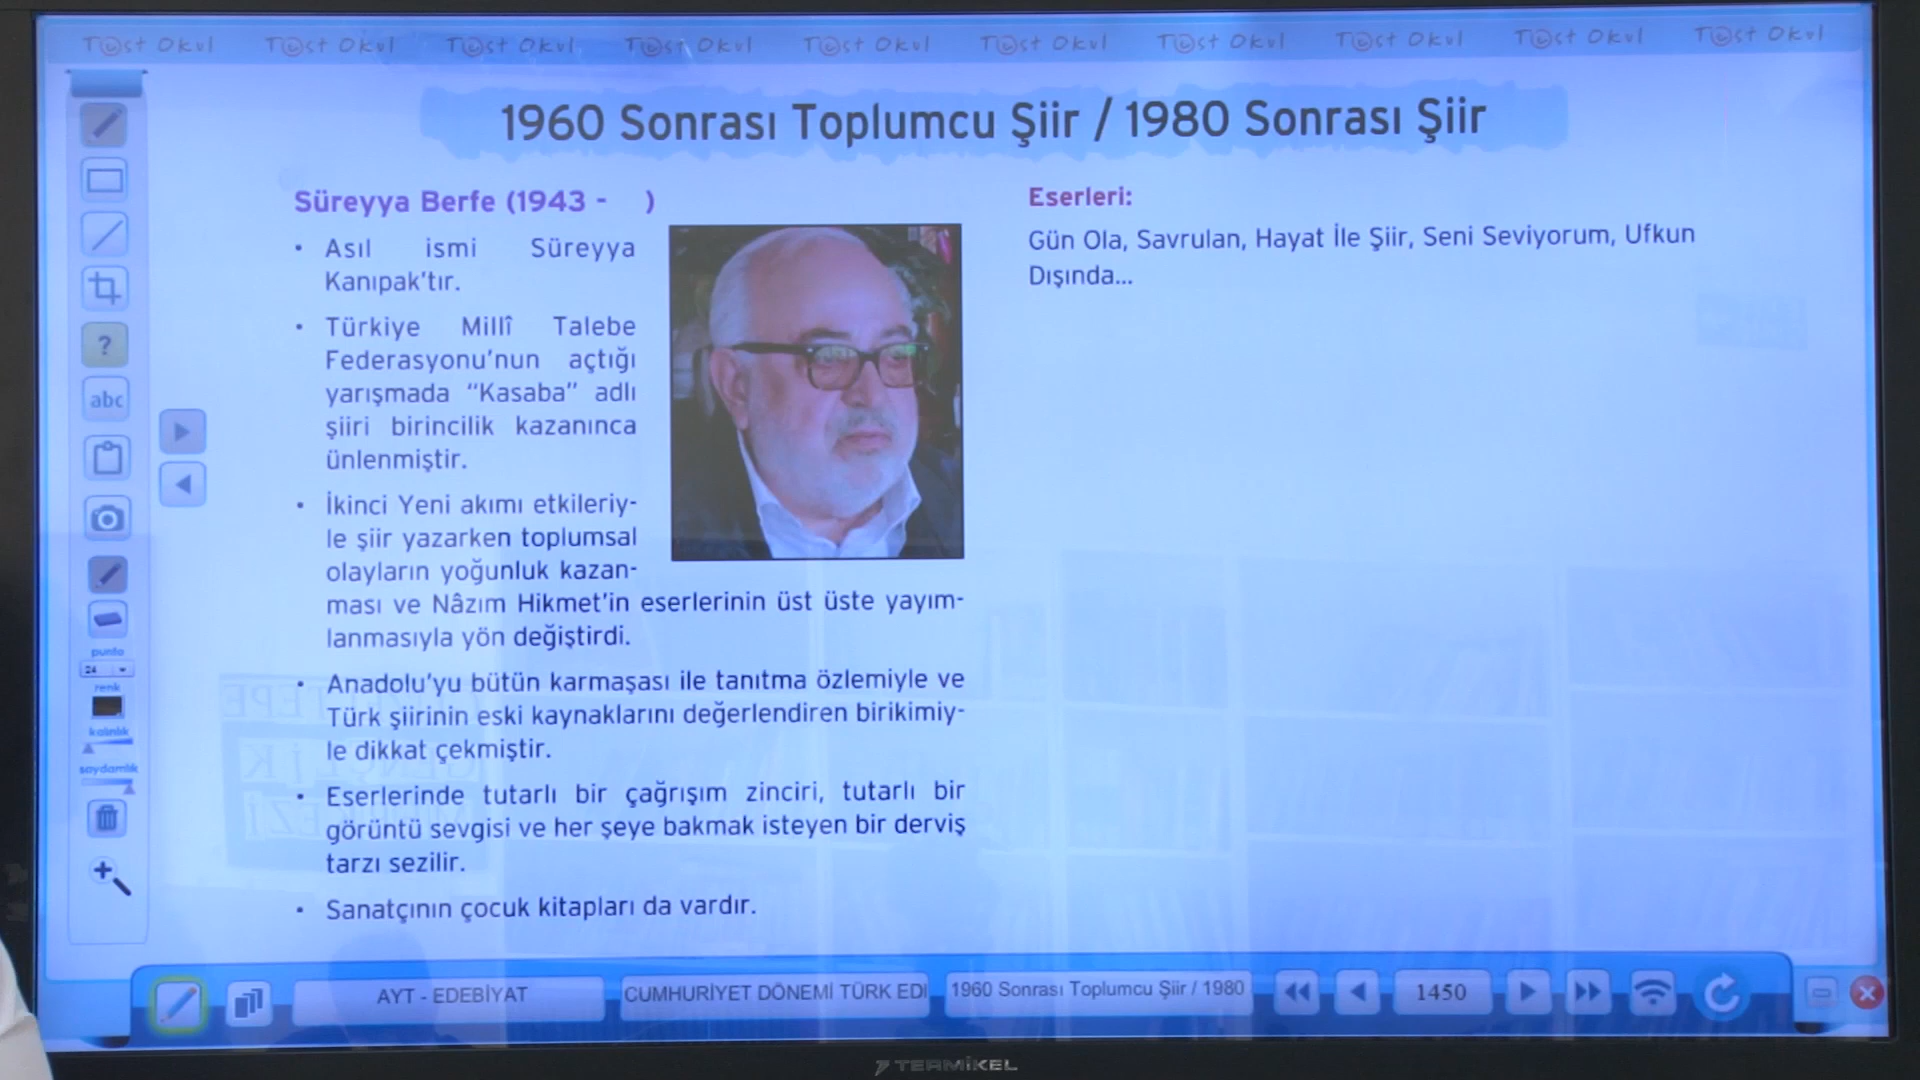 Test Okul Test Okul Test Okul Test Okul Test Okul Test Okul Test Okul Test Okul Test Okul Test Okul
1960 Sonrası Toplumcu Şiir / 1980 Sonrası Şiir
Süreyya Berfe (1943 - )
• Asıl ismi Süreyya
Kanıpak’tır.
• Türkiye Millî Talebe
Federasyonu’nun açtığı
yarışmada “Kasaba” adlı
şiiri birincilik kazanınca
ünlenmiştir.
• İkinci Yeni akımı etkileriy-
le şiir yazarken toplumsal
olayların yoğunluk kazan-
ması ve Nâzım Hikmet’in eserlerinin üst üste yayım-
lanmasıyla yön değiştirdi.
• Anadolu’yu bütün karmaşası ile tanıtma özlemiyle ve
Türk şiirinin eski kaynaklarını değerlendiren birikimiy-
le dikkat çekmiştir.
• Eserlerinde tutarlı bir çağrışım zinciri, tutarlı bir
görüntü sevgisi ve her şeye bakmak isteyen bir derviş
tarzı sezilir.
• Sanatçının çocuk kitapları da vardır.
Eserleri:
Gün Ola, Savrulan, Hayat İle Şiir, Seni Seviyorum, Ufkun
Dışında...
?
abc
punto
24
renk
kalınlık
saydamlık
AYT - EDEBİYAT
CUMHURİYET DÖNEMİ TÜRK EDİ
1960 Sonrası Toplumcu Şiir / 1980
1450
TERMİKEL